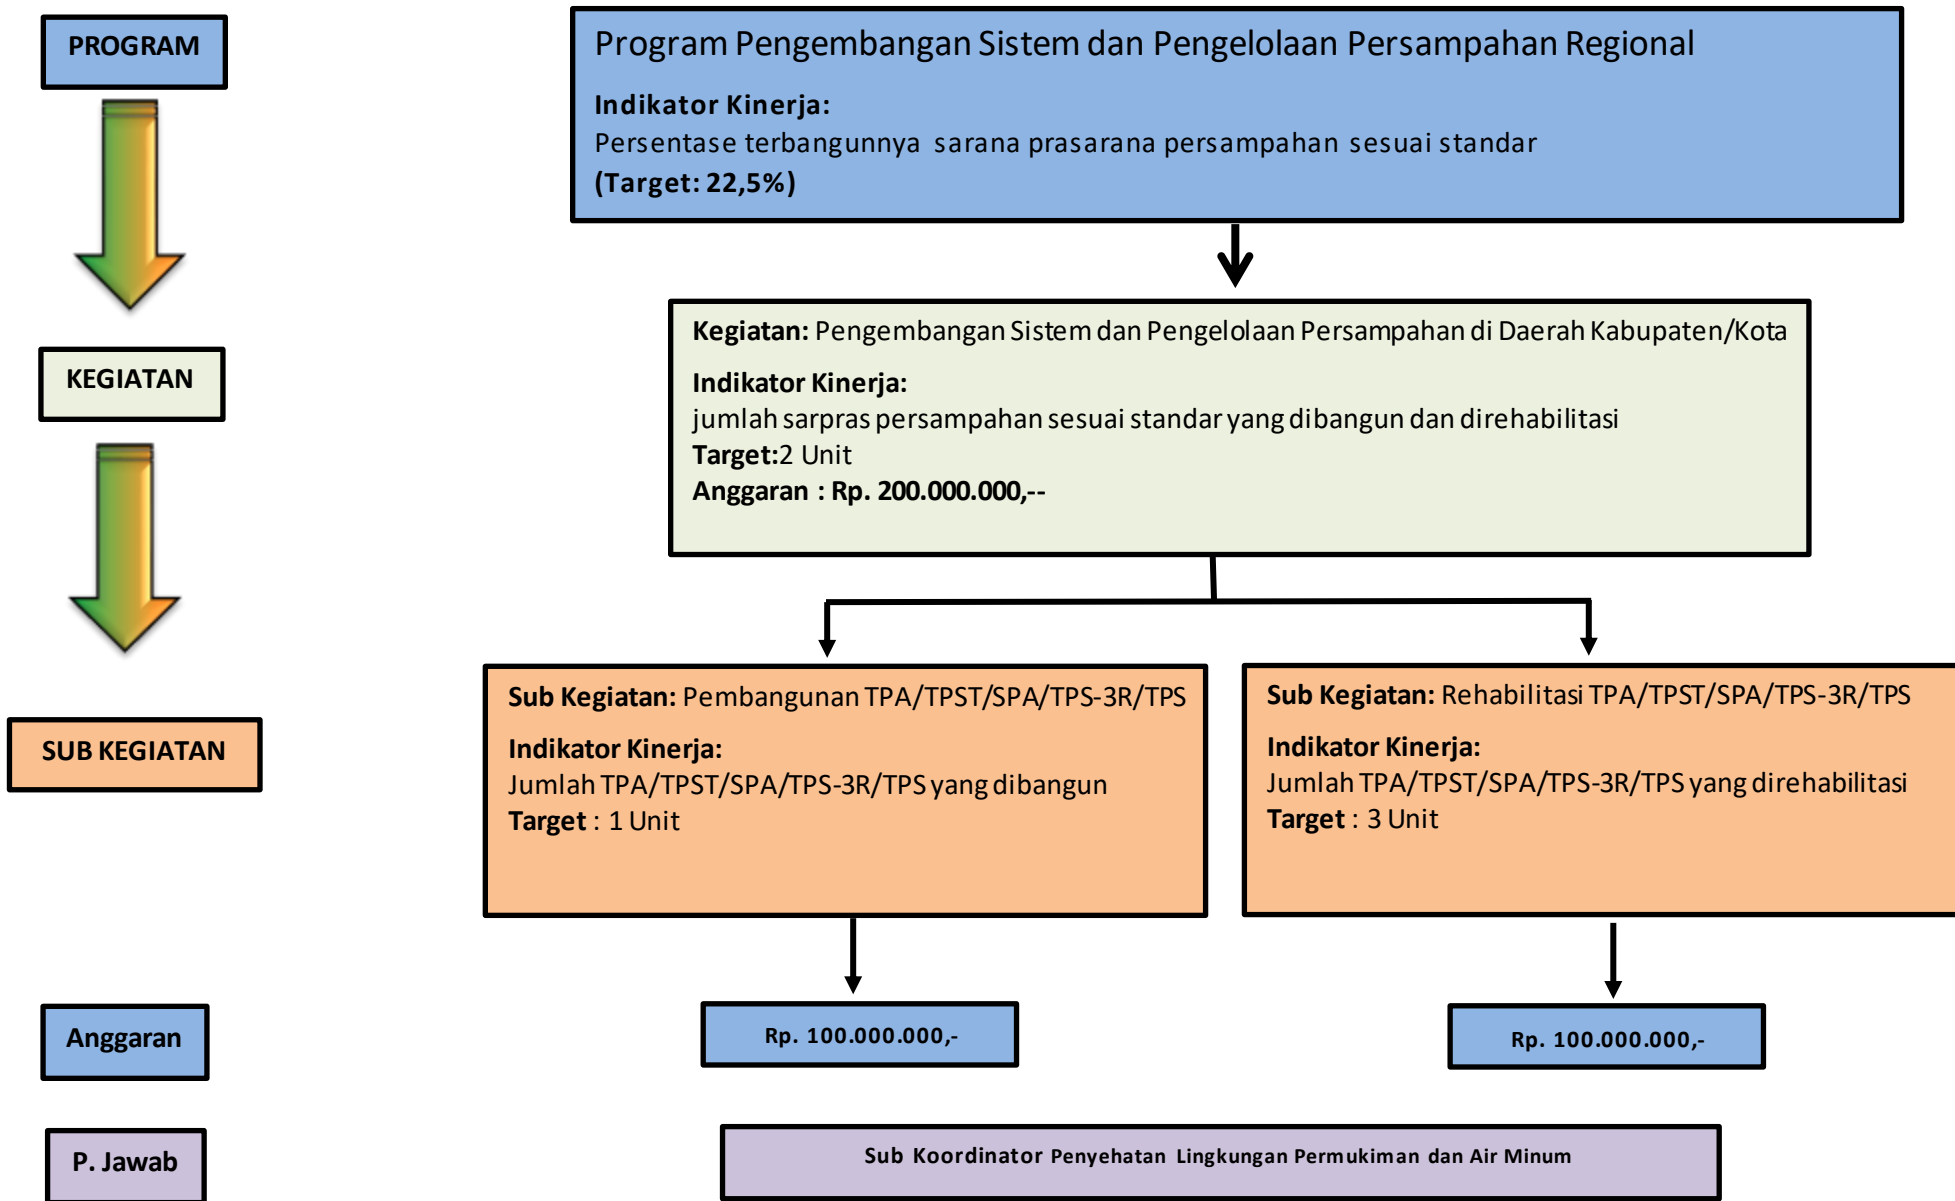 PROGRAM
Program Pengembangan Sistem dan Pengelolaan Persampahan Regional
Indikator Kinerja:
Persentase terbangunnya sarana prasarana persampahan sesuai standar
(Target: 22,5%)
KEGIATAN
Kegiatan: Pengembangan Sistem dan Pengelolaan Persampahan di Daerah Kabupaten/Kota
Indikator Kinerja:
jumlah sarpras persampahan sesuai standar yang dibangun dan direhabilitasi
Target:2 Unit
Anggaran : Rp. 200.000.000,--
SUB KEGIATAN
Sub Kegiatan: Pembangunan TPA/TPST/SPA/TPS-3R/TPS
Indikator Kinerja:
Jumlah TPA/TPST/SPA/TPS-3R/TPS yang dibangun
Target : 1 Unit
Sub Kegiatan: Rehabilitasi TPA/TPST/SPA/TPS-3R/TPS
Indikator Kinerja:
Jumlah TPA/TPST/SPA/TPS-3R/TPS yang direhabilitasi
Target : 3 Unit
Anggaran
Rp. 100.000.000,-
Rp. 100.000.000,-
P. Jawab
Sub Koordinator Penyehatan Lingkungan Permukiman dan Air Minum